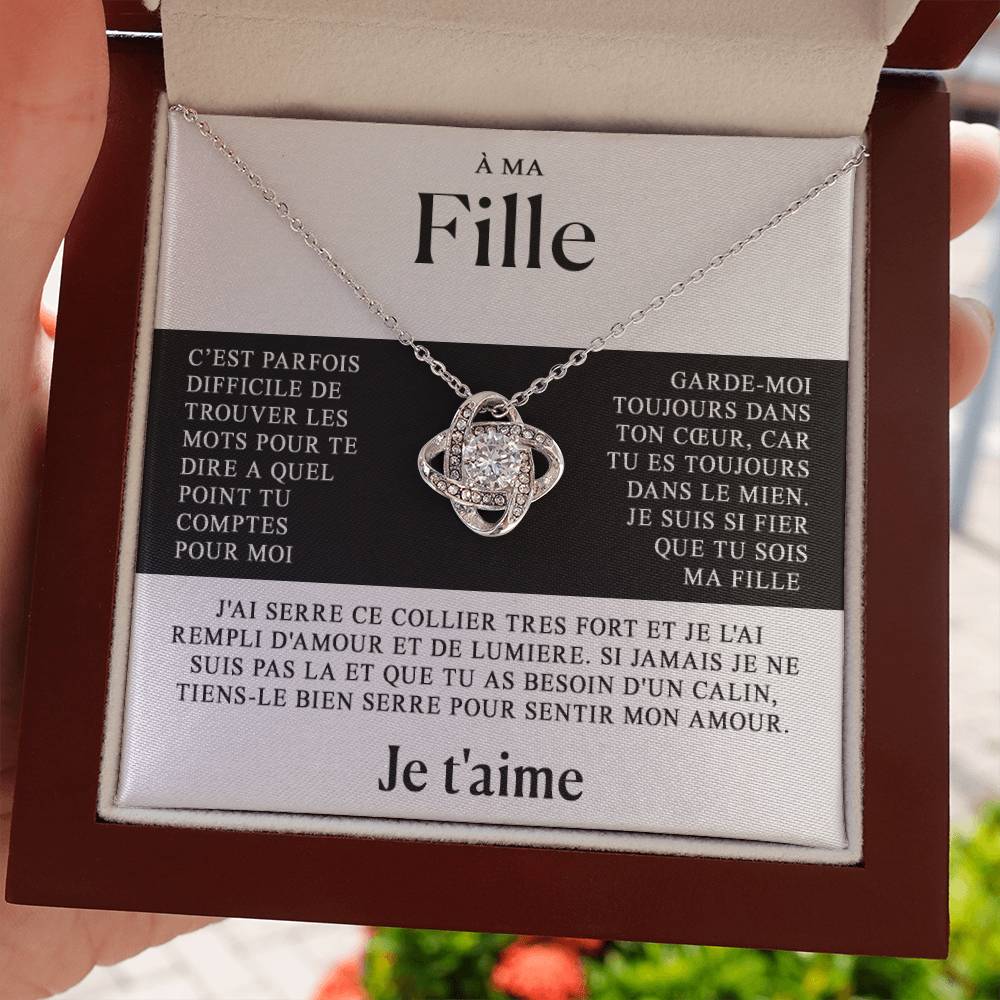 À MA
Fille
C’EST PARFOIS
DIFFICILE DE
TROUVER LES
MOTS POUR TE
DIRE A QUEL
POINT TU
COMPTES
POUR MOI
GARDE-MOI
TOUJOURS DANS
TON CŒUR, CAR
TU ES TOUJOURS
DANS LE MIEN.
JE SUIS SI FIER
QUE TU SOIS
MA FILLE
J'AI SERRE CE COLLIER TRES FORT ET JE L'AI
REMPLI D'AMOUR ET DE LUMIERE. SI JAMAIS JE NE
SUIS PAS LA ET QUE TU AS BESOIN D'UN CALIN,
TIENS-LE BIEN SERRE POUR SENTIR MON AMOUR.
Je t'aime